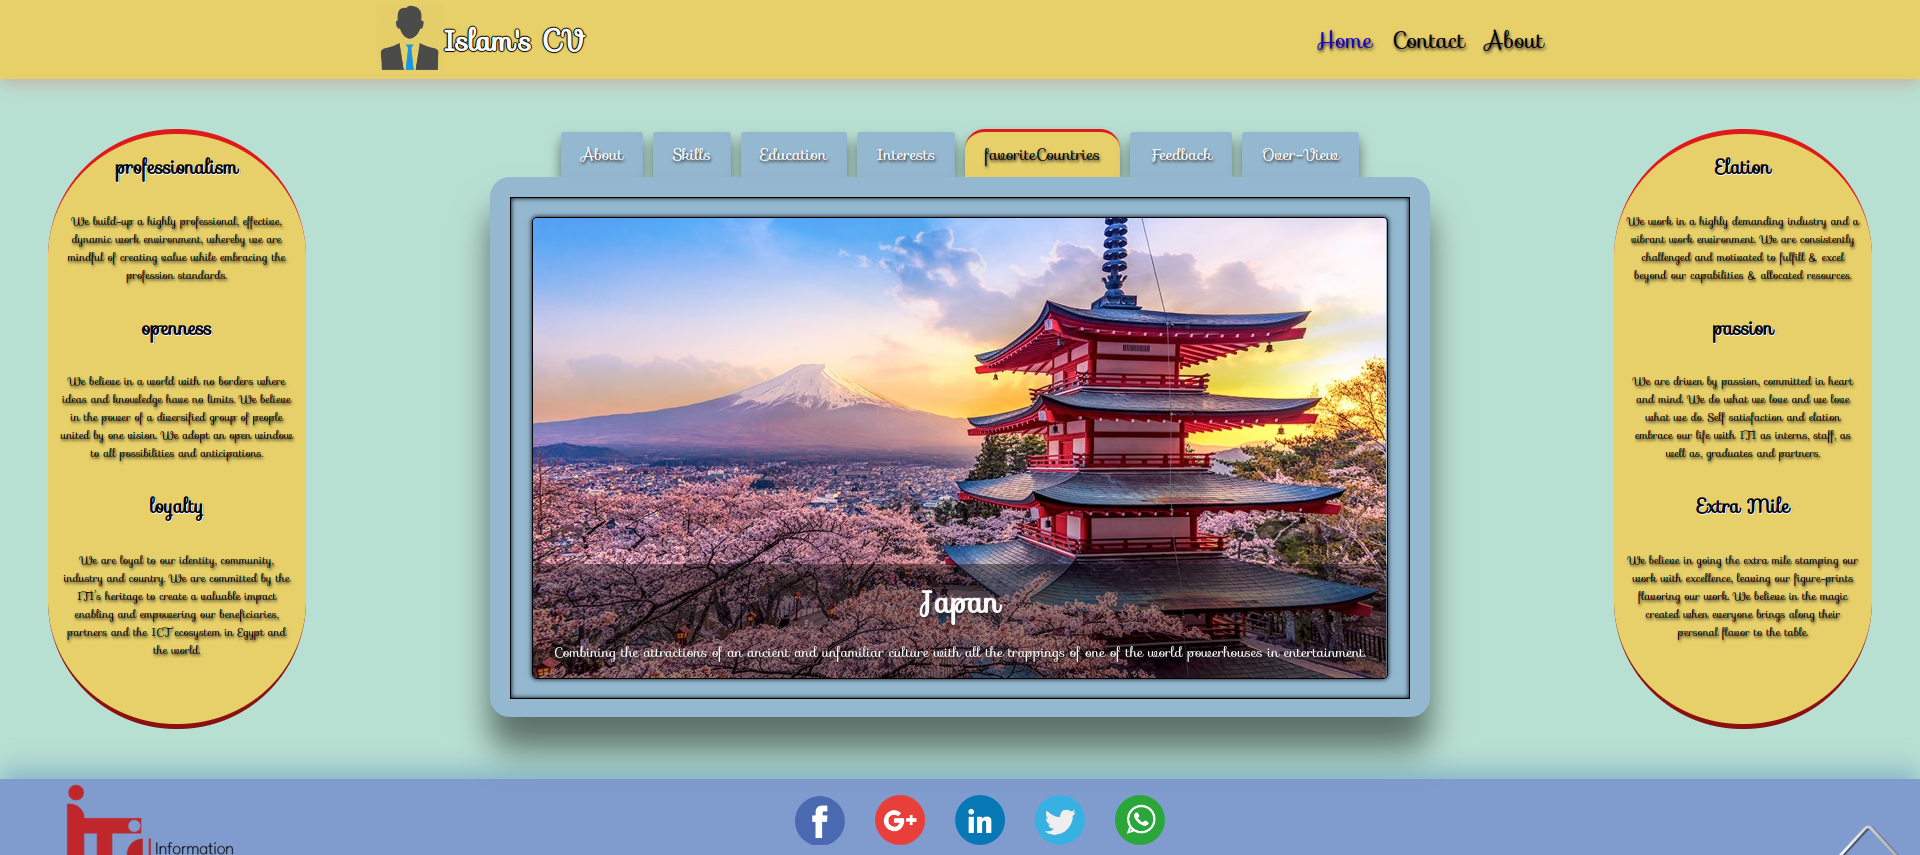 Islam's CV
Home Contact About
professionalism
We build-up a highly professional, effective,
dynamic work environment, whereby we are
mindful of creating value while embracing the
profession standards.
openness
We believe in a world with no borders where
ideas and knowledge have no limits. We believe
in the power of a diversified group of people
united by one vision. We adopt an open window
to all possibilities and anticipations.
loyalty
We are loyal to our identity, community,
industry and country. We are committed by the
ITI's heritage to create a valuable impact
enabling and empowering our beneficiaries,
partners and the ICT ecosystem in Egypt and
the world.
About Skills Education Interests favoriteCountries Feedback Over-View
Japan
Combining the attractions of an ancient and unfamiliar culture with all the trappings of one of the world powerhouses in entertainment.
Elation
We work in a highly demanding industry and a
vibrant work environment. We are consistently
challenged and motivated to fulfill & excel
beyond our capabilities & allocated resources.
passion
We are driven by passion, committed in heart
and mind. We do what we love and we love
what we do. Self satisfaction and elation
embrace our life with ITI as interns, staff, as
well as, graduates and partners.
Extra Mile
We believe in going the extra mile stamping our
work with excellence, leaving our figure-prints
flavoring our work. We believe in the magic
created when everyone brings along their
personal flavor to the table.
iTi
Information
f G+ in